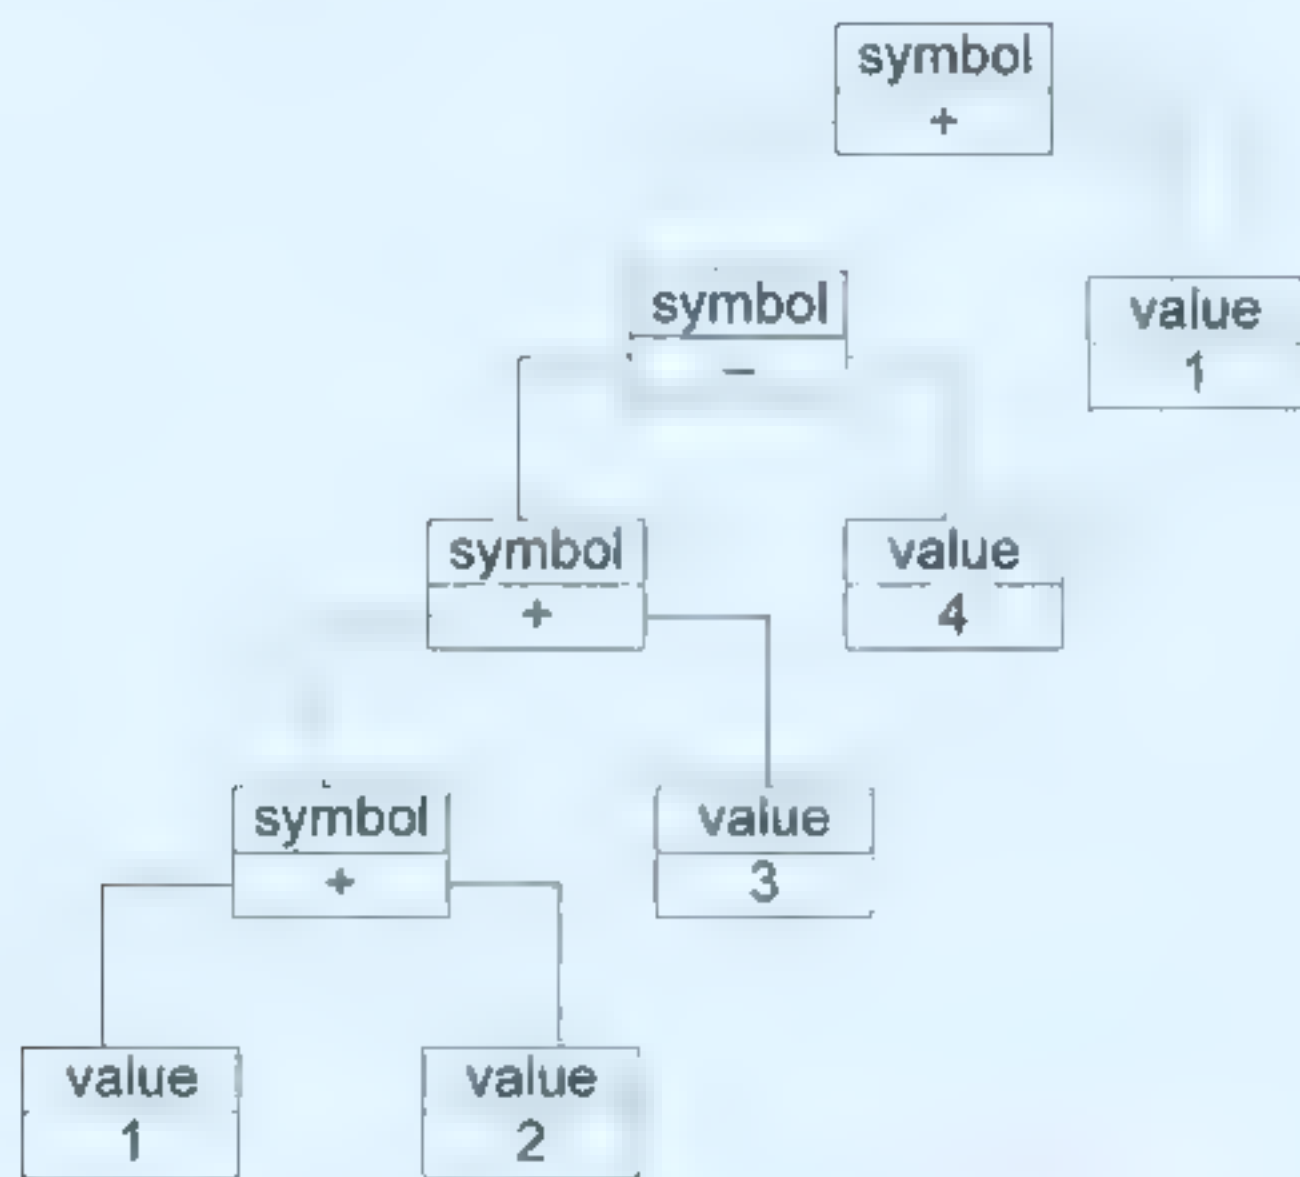 symbol
+
symbol
−
value
1
symbol
+
value
4
symbol
+
value
3
value
1
value
2